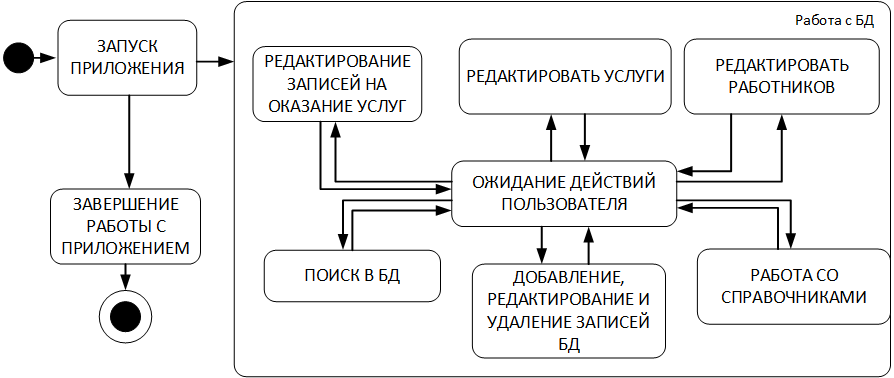 Работа с БД
ЗАПУСК
ПРИЛОЖЕНИЯ
РЕДАКТИРОВАНИЕ
ЗАПИСЕЙ НА
ОКАЗАНИЕ УСЛУГ
РЕДАКТИРОВАТЬ УСЛУГИ
РЕДАКТИРОВАТЬ
РАБОТНИКОВ
ОЖИДАНИЕ ДЕЙСТВИЙ
ПОЛЬЗОВАТЕЛЯ
ЗАВЕРШЕНИЕ
РАБОТЫ С
ПРИЛОЖЕНИЕМ
ПОИСК В БД
ДОБАВЛЕНИЕ,
РЕДАКТИРОВАНИЕ И
УДАЛЕНИЕ ЗАПИСЕЙ
БД
РАБОТА СО
СПРАВОЧНИКАМИ